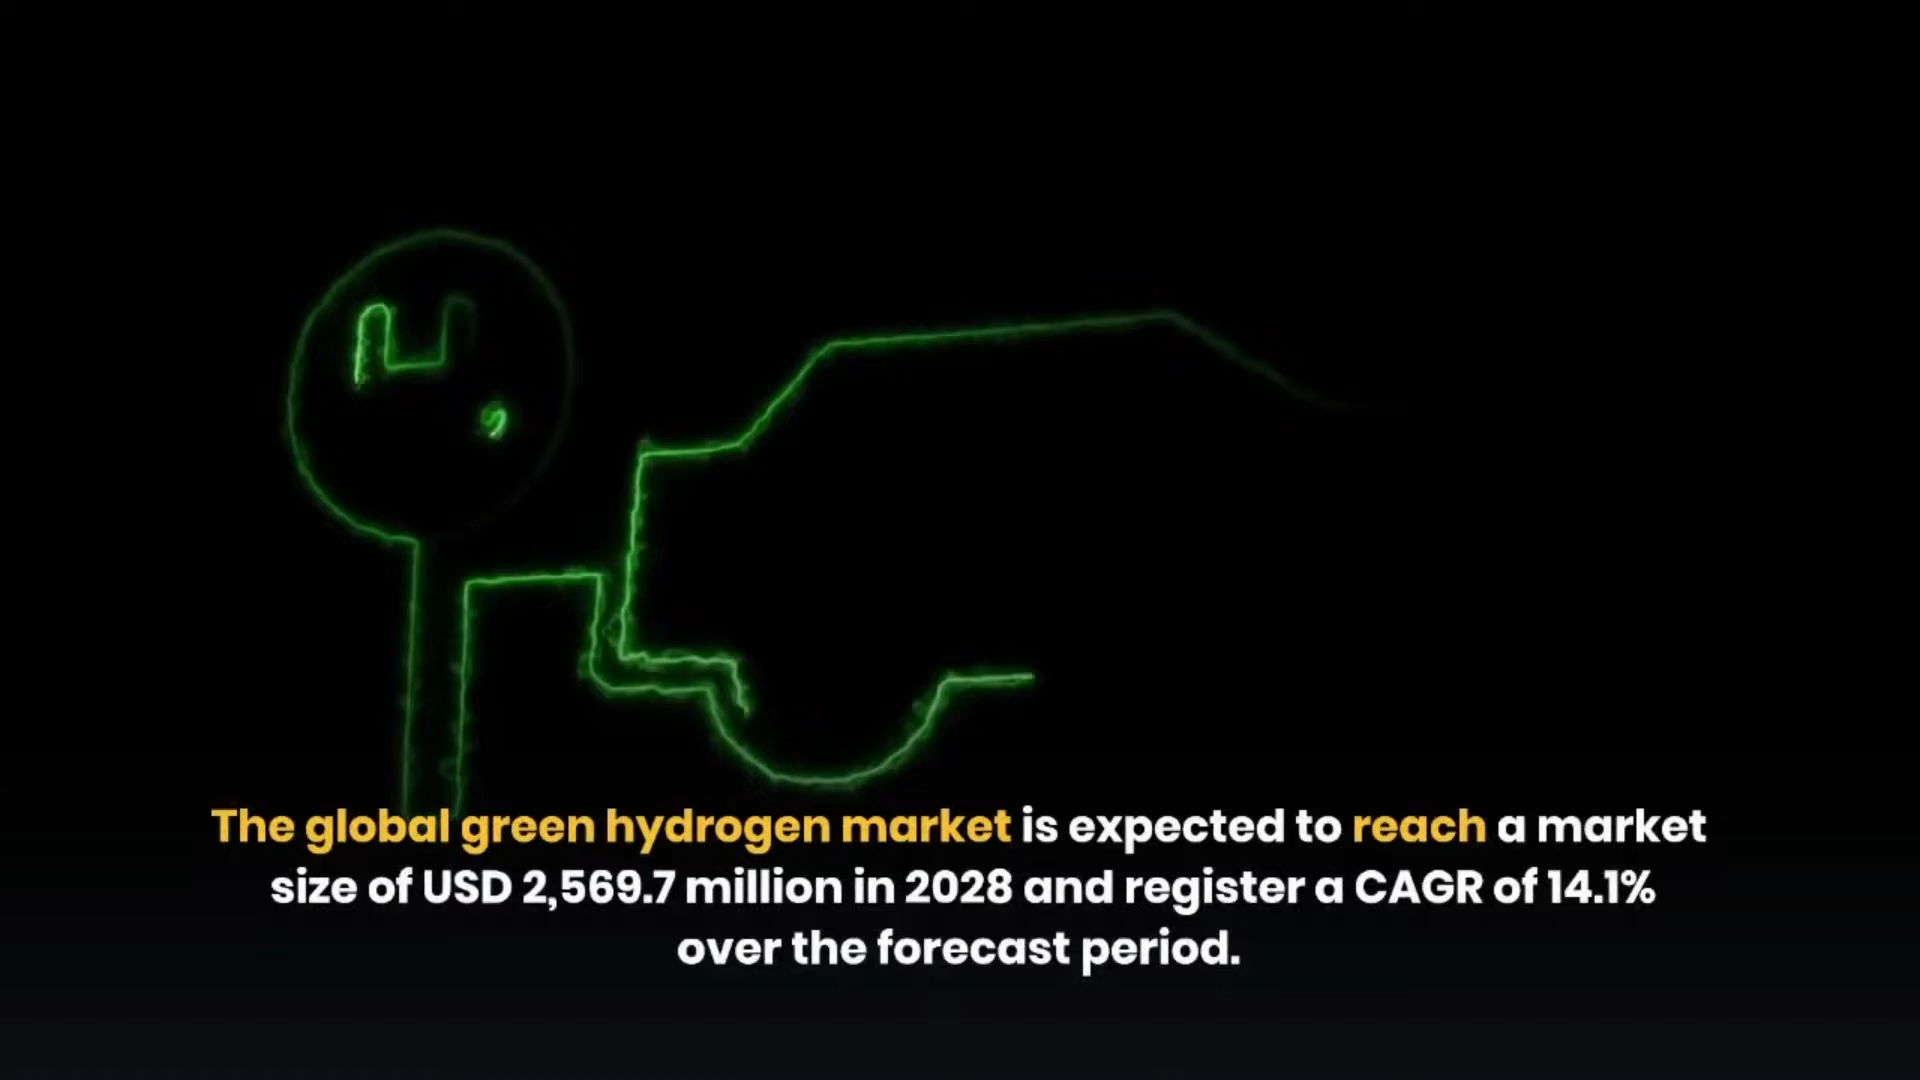 The global green hydrogen market is expected to reach a market
size of USD 2,569.7 million in 2028 and register a CAGR of 14.1%
over the forecast period.